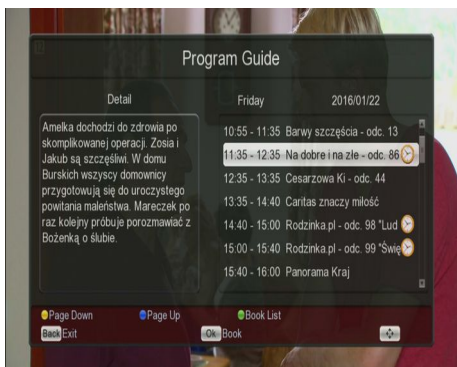 Program Guide
Detail
Friday 2016/01/22
Amelka dochodzi do zdrowia po
skomplikowanej operacji. Zosia i
Jakub są szczęśliwi. W domu
Burskich wszyscy domownicy
przygotowują się do uroczystego
powitania maleństwa. Mareczek po
raz kolejny próbuje porozmawiać z
Bożenką o ślubie.
10:55 - 11:35 Barwy szczęścia - odc. 13
11:35 - 12:35 Na dobre i na złe - odc. 86
12:35 - 13:35 Cesarzowa Ki - odc. 44
13:35 - 14:40 Caritas znaczy miłość
14:40 - 15:00 Rodzinka.pl - odc. 98 "Lud
15:00 - 15:40 Rodzinka.pl - odc. 99 "Świę
15:40 - 16:00 Panorama Kraj
Page Down Page Up Book List
Back Exit Ok Book